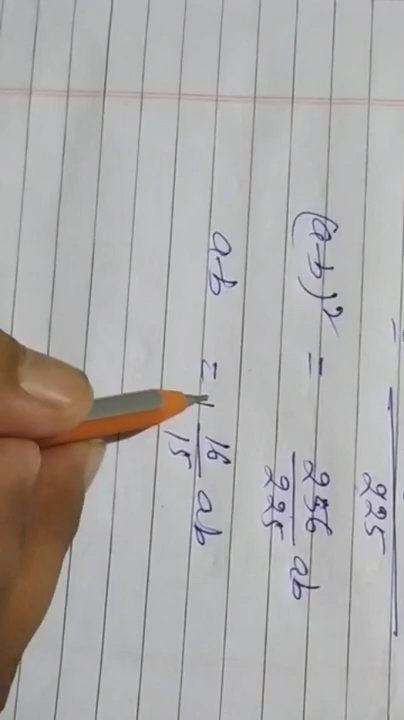 = /225
(a-b)² = 256/225 ab
ab = 16/15 ab